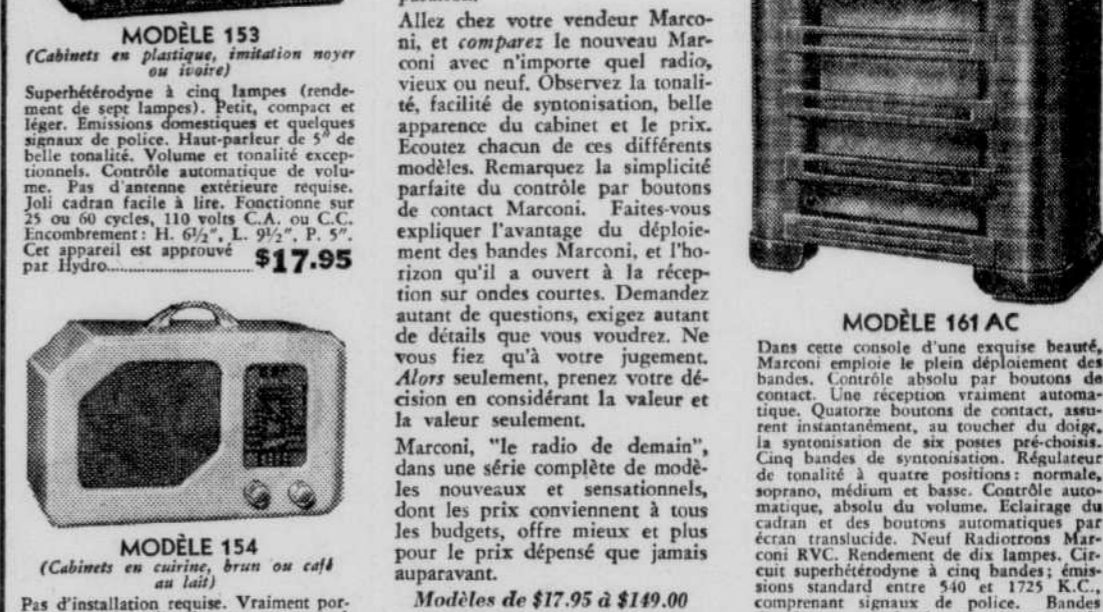 MODÈLE 153
(Cabinets en plastique, imitation noyer
ou ivoire)
Superhétérodyne à cinq lampes (rende-
ment de sept lampes). Petit, compact et
léger. Emissions domestiques et quelques
signaux de police. Haut-parleur de 5" de
belle tonalité. Volume et tonalité excep-
tionnels. Contrôle automatique de volu-
me. Pas d'antenne extérieure requise.
Joli cadran facile à lire. Fonctionne sur
25 ou 60 cycles, 110 volts C.A. ou C.C.
Encombrement: H. 6½", L. 9½", P. 5".
Cet appareil est approuvé
par Hydro.................... $17.95
MODÈLE 154
(Cabinets en cuirine, brun ou café
au lait)
Pas d'installation requise. Vraiment por-
Allez chez votre vendeur Marco-
ni, et comparez le nouveau Mar-
coni avec n'importe quel radio,
vieux ou neuf. Observez la tonali-
té, facilité de syntonisation, belle
apparence du cabinet et le prix.
Ecoutez chacun de ces différents
modèles. Remarquez la simplicité
parfaite du contrôle par boutons
de contact Marconi. Faites-vous
expliquer l'avantage du déploie-
ment des bandes Marconi, et l'ho-
rizon qu'il a ouvert à la récep-
tion sur ondes courtes. Demandez
autant de questions, exigez autant
de détails que vous voudrez. Ne
vous fiez qu'à votre jugement.
Alors seulement, prenez votre dé-
cision en considérant la valeur et
la valeur seulement.
Marconi, "le radio de demain",
dans une série complète de modè-
les nouveaux et sensationnels,
dont les prix conviennent à tous
les budgets, offre mieux et plus
pour le prix dépensé que jamais
auparavant.
Modèles de $17.95 à $149.00
MODÈLE 161 AC
Dans cette console d'une exquise beauté,
Marconi emploie le plein déploiement des
bandes. Contrôle absolu par boutons de
contact. Une réception vraiment automa-
tique. Quatorze boutons de contact, assu-
rent instantanément, au toucher du doigt,
la syntonisation de six postes pré-choisis.
Cinq bandes de syntonisation. Régulateur
de tonalité à quatre positions: normale,
soprano, médium et basse. Contrôle auto-
matique, absolu du volume. Eclairage du
cadran et des boutons automatiques par
écran translucide. Neuf Radiotrons Mar-
coni RVC. Rendement de dix lampes. Cir-
cuit superhétérodyne à cinq bandes; émis-
sions standard entre 540 et 1725 K.C.,
comprenant signaux de police. Bandes